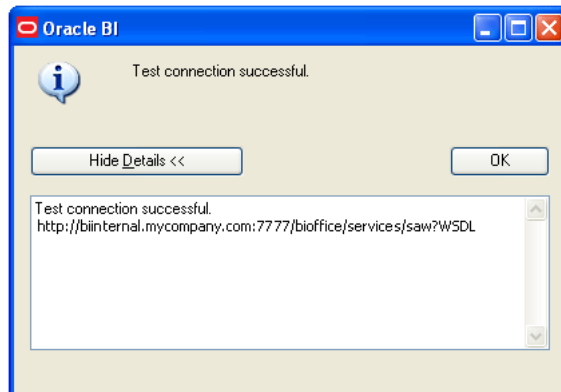 Oracle BI
Test connection successful.
Hide Details <<
OK
Test connection successful.
http://biinternal.mycompany.com:7777/bioffice/services/saw?WSDL